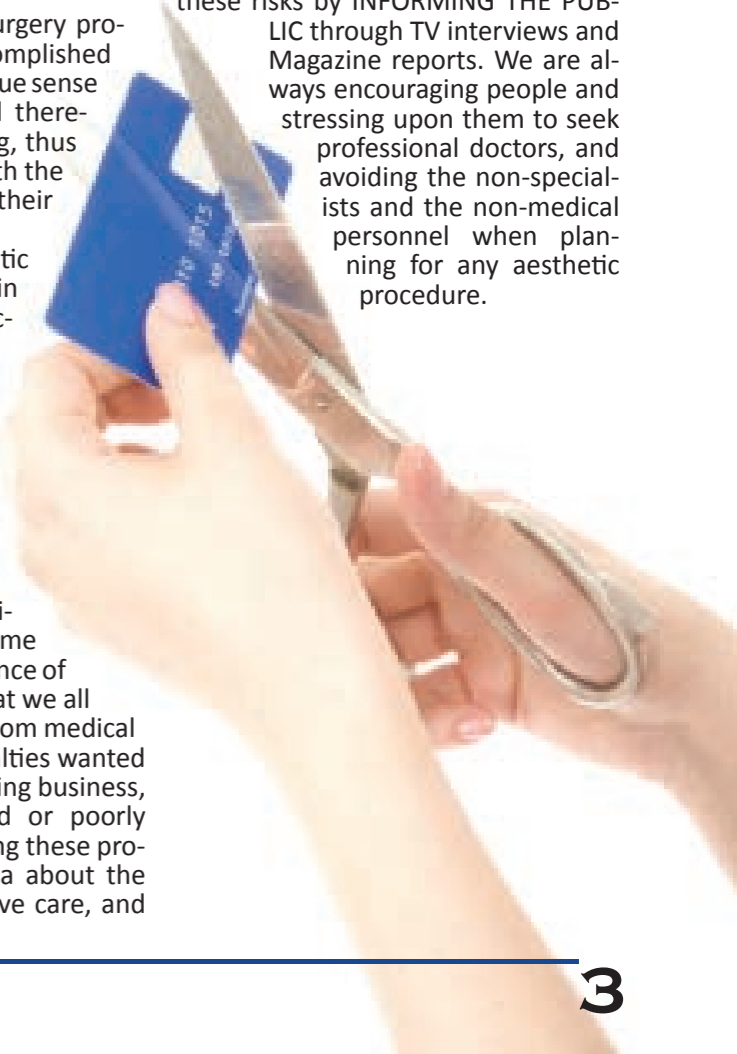 urgery pro-
omplished
ue sense
there-
g, thus
th the
their
tic
in
c-
i-
me
nce of
at we all
om medical
lties wanted
ing business,
d or poorly
ng these pro-
a about the
ve care, and
these risks by INFORMING THE PUB-
LIC through TV interviews and
Magazine reports. We are al-
ways encouraging people and
stressing upon them to seek
professional doctors, and
avoiding the non-special-
ists and the non-medical
personnel when plan-
ning for any aesthetic
procedure.
3